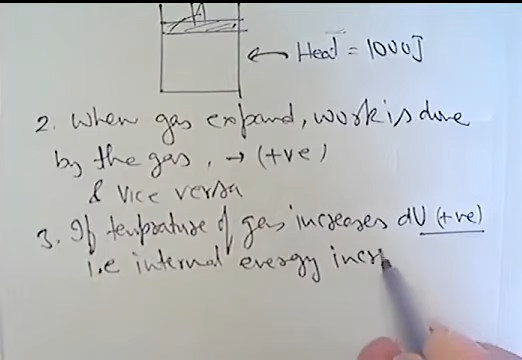 Heat = 1000J
2. When gas expand, work is done
by the gas, → (+ve)
& vice versa
3. If temprature of gas increases dU (+ve)
i.e internal energy incr